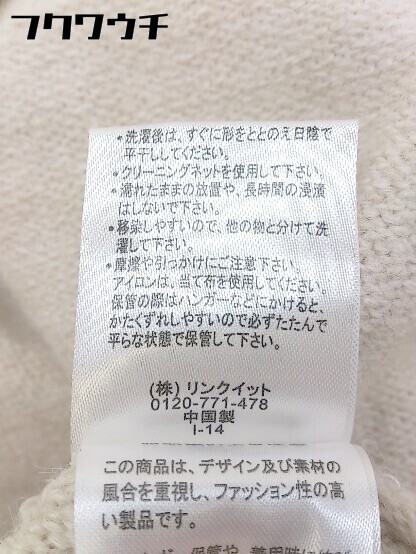 フクワウチ
•洗濯後は、すぐに形をととのえ日陰で
平干ししてください。
•クリーニングネットを使用して下さい。
•濡れたままの放置や、長時間の浸漬
はしないで下さい。
•移染しやすいので、他の物と分けて洗
濯して下さい。
•摩擦や引っかけにご注意下さい。
アイロンは、当て布を使用してください。
保管の際はハンガーなどにかけると、
かたくずれしやすいので必ずたたんで
平らな状態で保管して下さい。
(株)リンクイット
0120-771-478
中国製
I-14
この商品は、デザイン及び素材の
風合を重視し、ファッション性の高
い製品です。